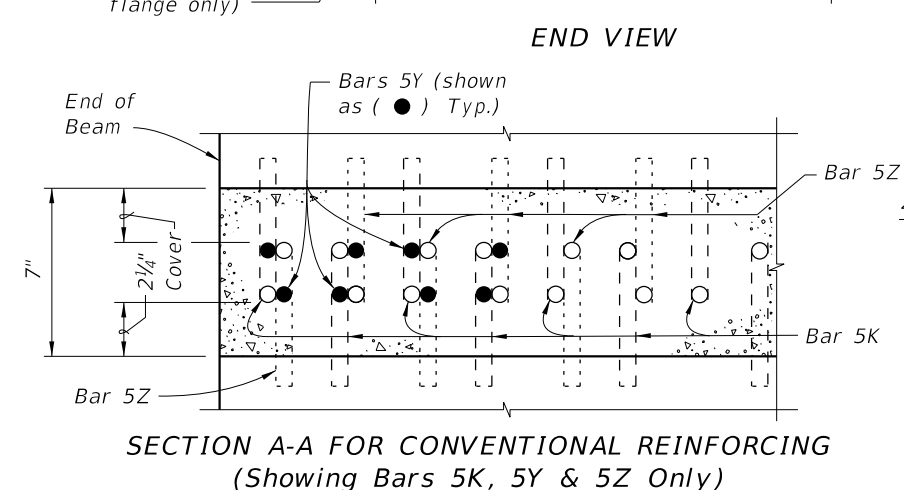 flange only)
END VIEW
Bars 5Y (shown
as ( ● ) Typ.)
End of
Beam
Bar 5Z
7"
2¼"
Cover
Bar 5K
Bar 5Z
SECTION A-A FOR CONVENTIONAL REINFORCING
(Showing Bars 5K, 5Y & 5Z Only)